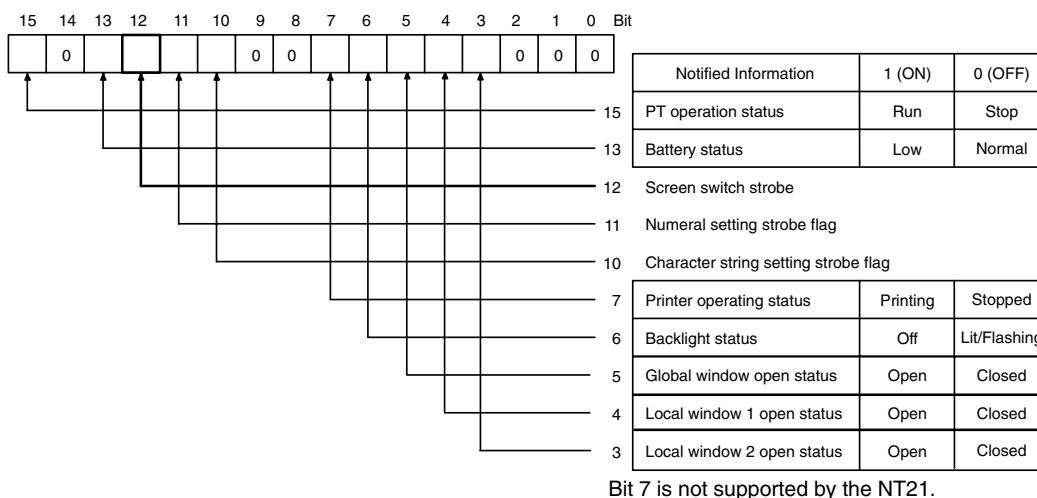 15 14 13 12 11 10 9 8 7 6 5 4 3 2 1 0 Bit
0 0 0 0 0 0
Notified Information 1 (ON) 0 (OFF)
15 PT operation status Run Stop
13 Battery status Low Normal
12 Screen switch strobe
11 Numeral setting strobe flag
10 Character string setting strobe flag
7 Printer operating status Printing Stopped
6 Backlight status Off Lit/Flashing
5 Global window open status Open Closed
4 Local window 1 open status Open Closed
3 Local window 2 open status Open Closed
Bit 7 is not supported by the NT21.